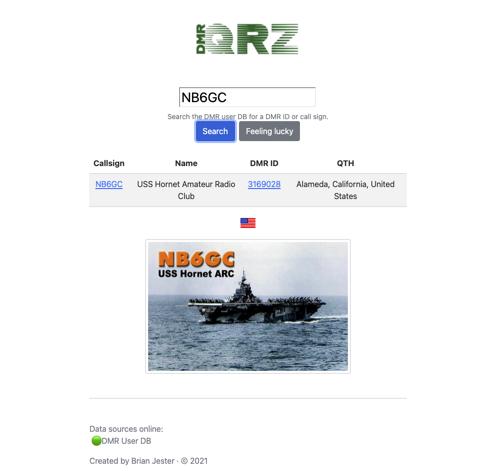 DMR QRZ
NB6GC
Search the DMR user DB for a DMR ID or call sign.
Search Feeling lucky
Callsign Name DMR ID QTH
NB6GC USS Hornet Amateur Radio 3169028 Alameda, California, United
Club States
NB6GC
USS Hornet ARC
Data sources online:
DMR User DB
Created by Brian Jester · © 2021